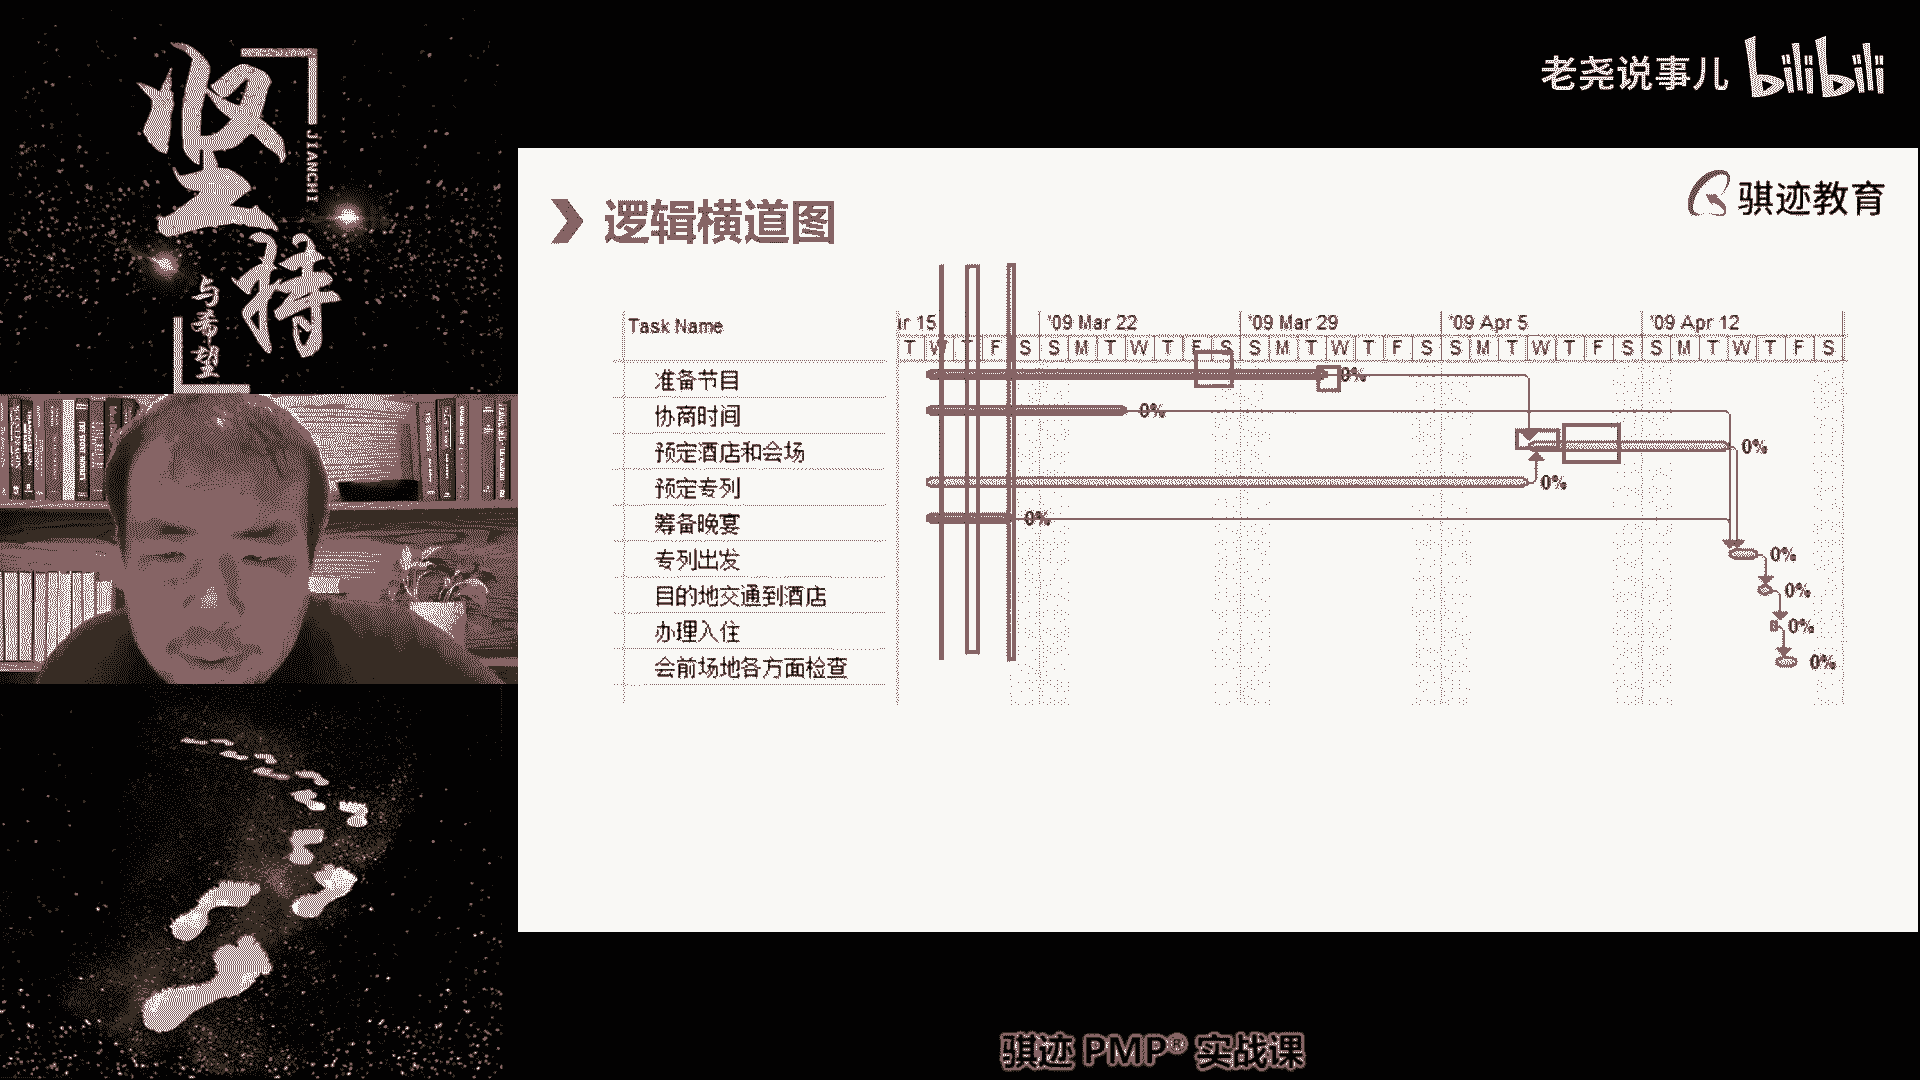 坚持
JIANCHI
与希望
老尧说事儿 bilibili
骐迹教育
逻辑横道图
Task Name
'09 Mar 22 '09 Mar 29 '09 Apr 5 '09 Apr 12
S S M T W T F S S M T W T F S S M T W T F S S M T W T F S
准备节目 0%
协商时间 0%
预定酒店和会场 0%
预定专列 0%
筹备晚宴 0%
专列出发 0%
目的地交通到酒店 0%
办理入住 0%
会前场地各方面检查 0%
骐迹 PMP® 实战课